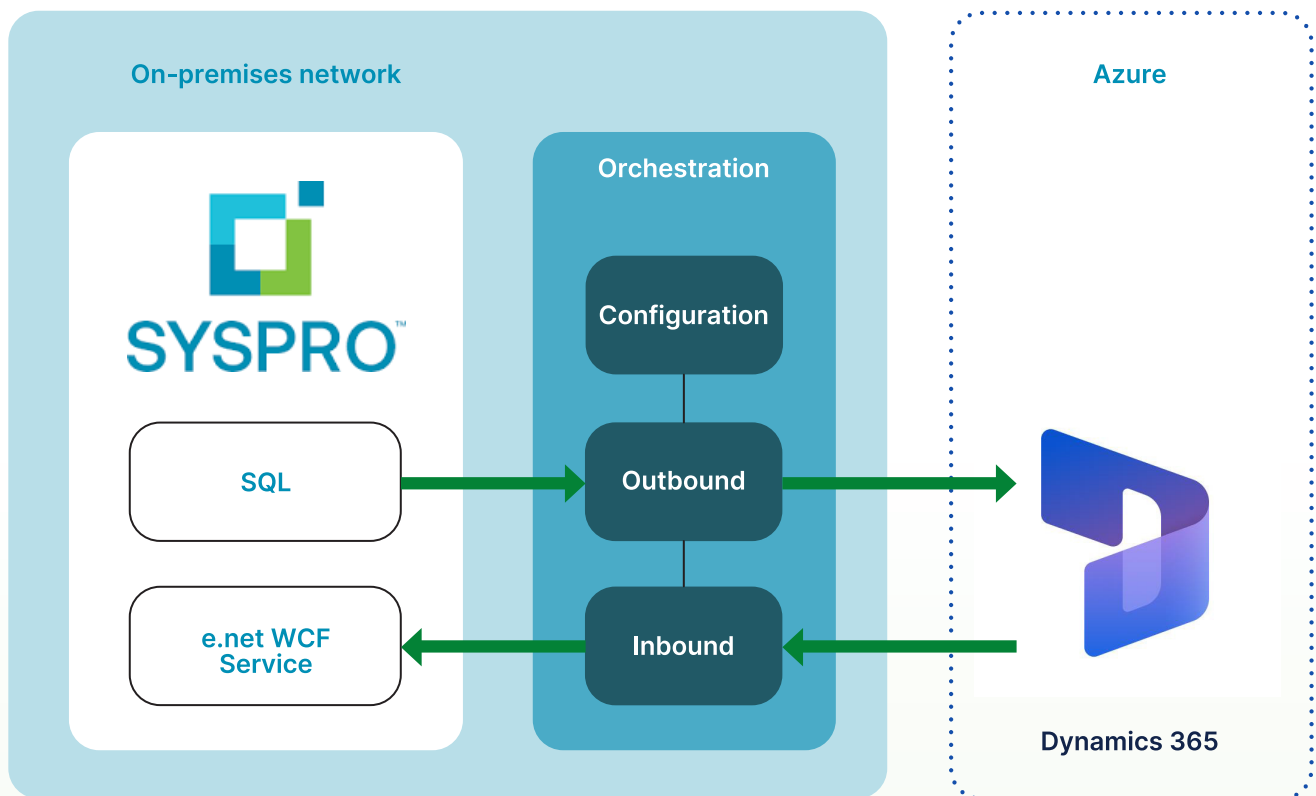 On-premises network
Azure
Orchestration
SYSPRO™
Configuration
SQL
Outbound
e.net WCF
Service
Inbound
Dynamics 365